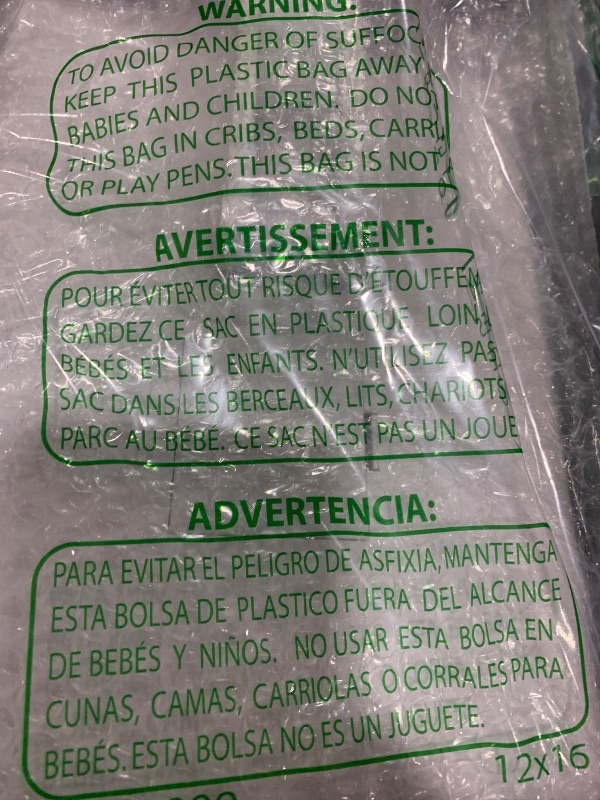 WARNING:
TO AVOID DANGER OF SUFFOC
KEEP THIS PLASTIC BAG AWAY
BABIES AND CHILDREN. DO NO
THIS BAG IN CRIBS, BEDS, CARRI
OR PLAY PENS. THIS BAG IS NOT
AVERTISSEMENT:
POUR ÉVITER TOUT RISQUE D'ÉTOUFFEM
GARDEZ CE SAC EN PLASTIQUE LOIN
BÉBÉS ET LES ENFANTS. N'UTILISEZ PAS
SAC DANS LES BERCEAUX, LITS, CHARIOTS
PARC AU BÉBÉ. CE SAC N'EST PAS UN JOUE
ADVERTENCIA:
PARA EVITAR EL PELIGRO DE ASFIXIA, MANTENGA
ESTA BOLSA DE PLASTICO FUERA DEL ALCANCE
DE BEBÉS Y NIÑOS. NO USAR ESTA BOLSA EN
CUNAS, CAMAS, CARRIOLAS O CORRALES PARA
BEBÉS. ESTA BOLSA NO ES UN JUGUETE.
12x16